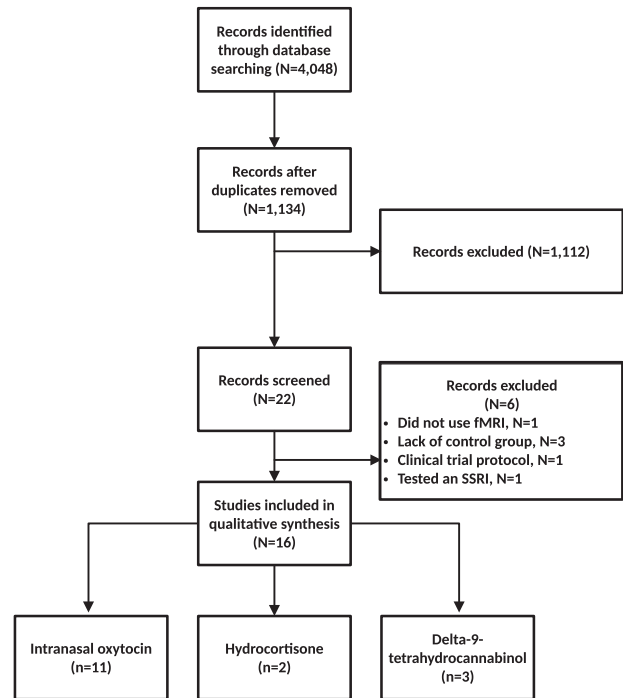 Records identified
through database
searching (N=4,048)
Records after
duplicates removed
(N=1,134)
Records excluded (N=1,112)
Records screened
(N=22)
Records excluded
(N=6)
• Did not use fMRI, N=1
• Lack of control group, N=3
• Clinical trial protocol, N=1
• Tested an SSRI, N=1
Studies included in
qualitative synthesis
(N=16)
Intranasal oxytocin
(n=11)
Hydrocortisone
(n=2)
Delta-9-
tetrahydrocannabinol
(n=3)